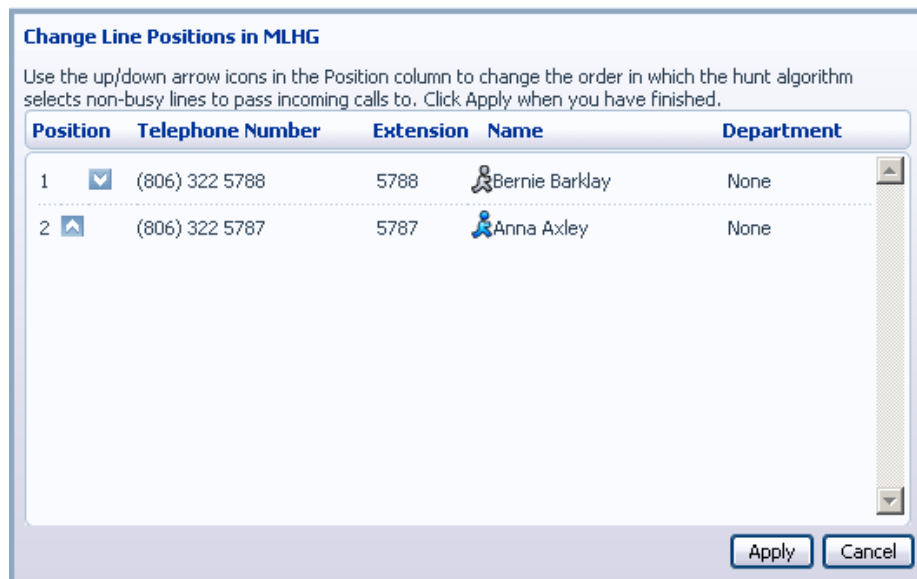 Change Line Positions in MLHG
Use the up/down arrow icons in the Position column to change the order in which the hunt algorithm
selects non-busy lines to pass incoming calls to. Click Apply when you have finished.
Position Telephone Number Extension Name Department
1 (806) 322 5788 5788 Bernie Barklay None
2 (806) 322 5787 5787 Anna Axley None
Apply Cancel